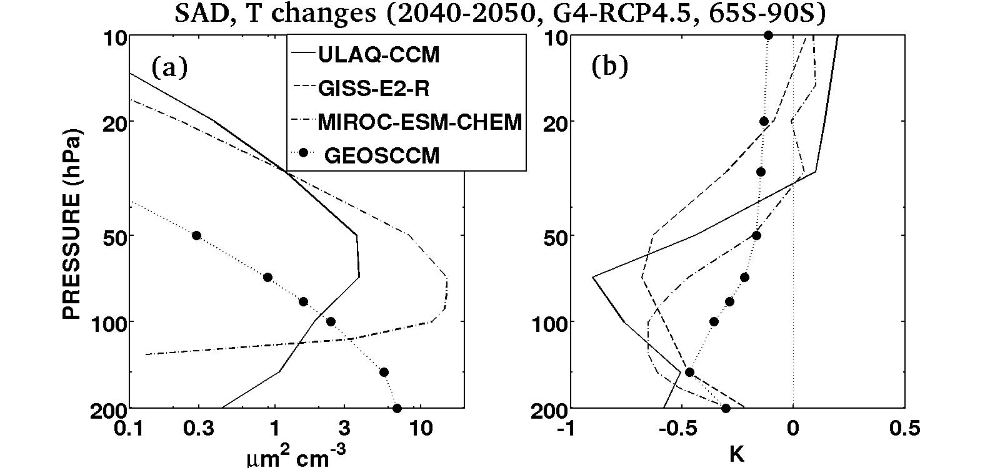 SAD, T changes (2040-2050, G4-RCP4.5, 65S-90S)
(a)
ULAQ-CCM
GISS-E2-R
MIROC-ESM-CHEM
GEOSCCM
PRESSURE (hPa)
10
20
50
100
200
0.1 0.3 1 3 10
μm² cm⁻³
(b)
10
20
50
100
200
-1 -0.5 0 0.5
K